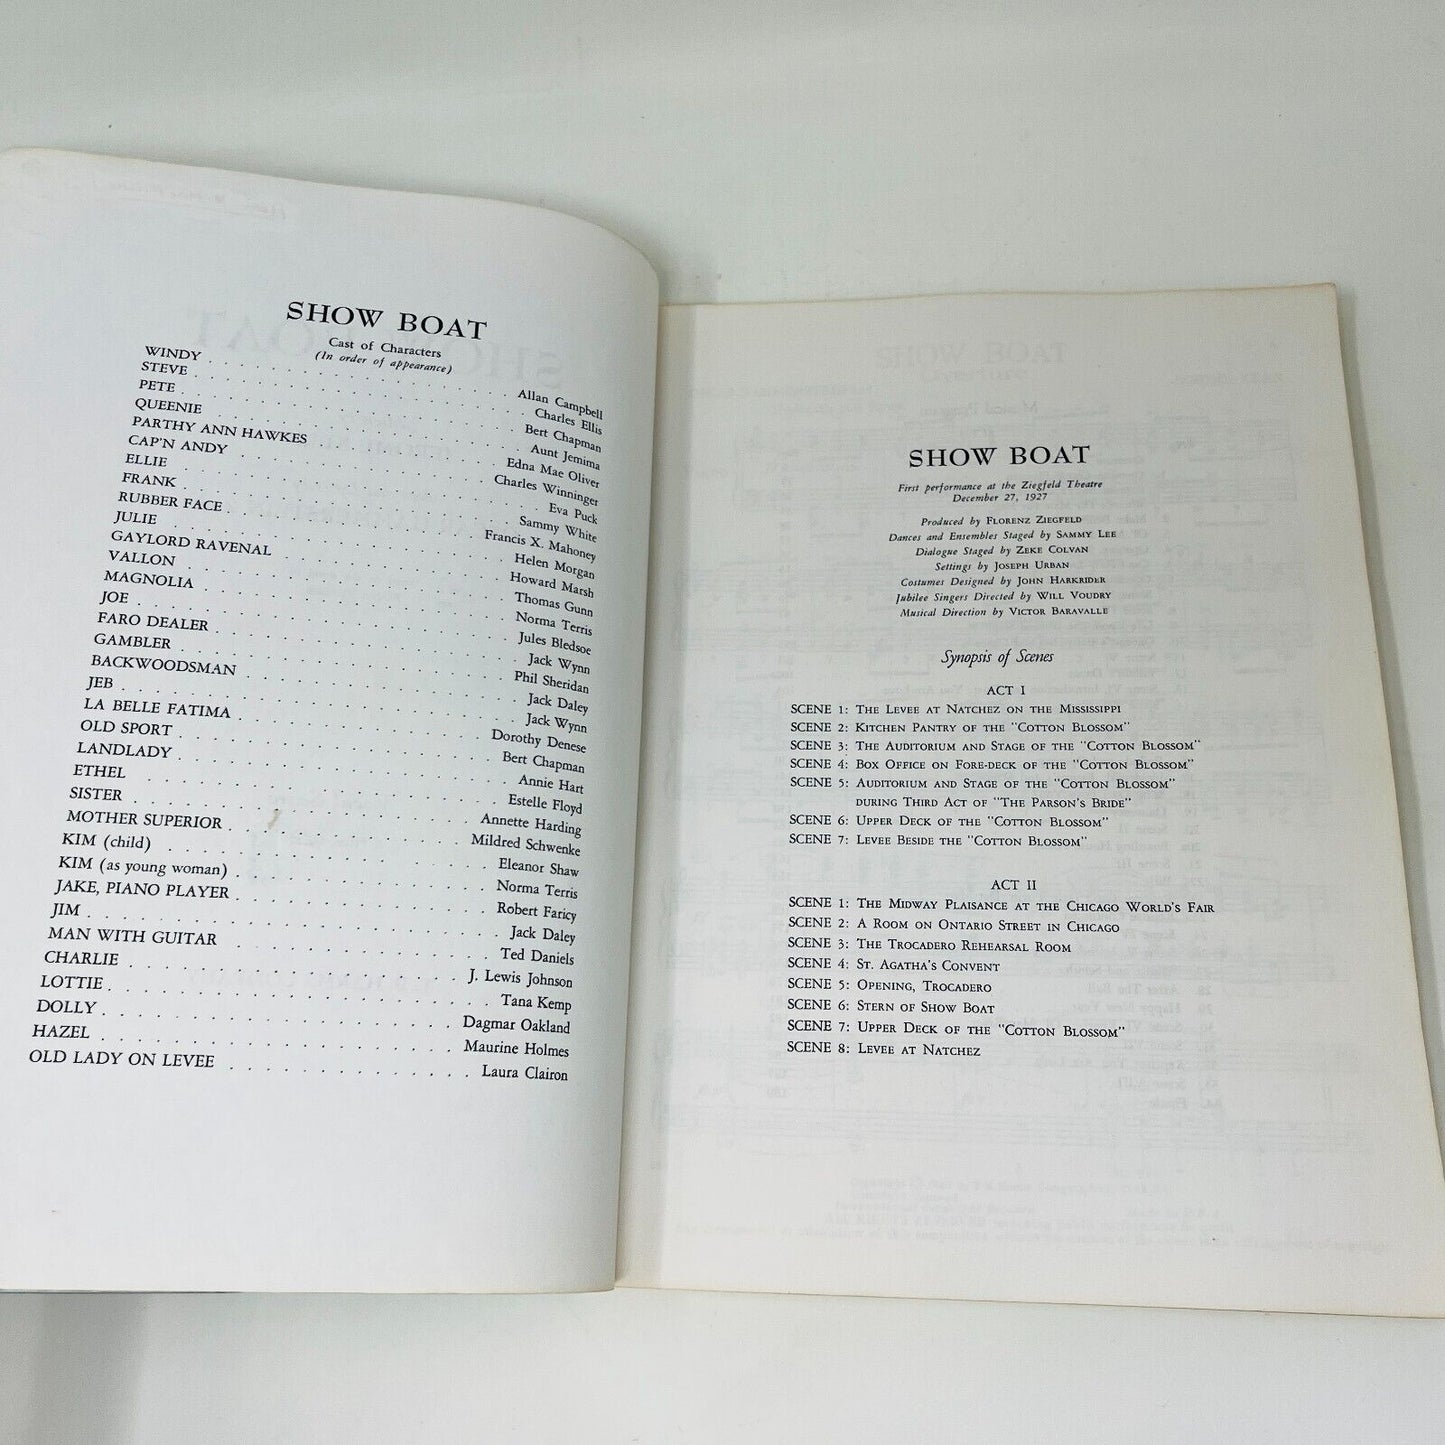 SHOW BOAT
Cast of Characters
(In order of appearance)
WINDY . . . . . . . . . . . . . . Allan Campbell
STEVE . . . . . . . . . . . . . . Charles Ellis
PETE . . . . . . . . . . . . . . Bert Chapman
QUEENIE . . . . . . . . . . . . . . Aunt Jemima
PARTHY ANN HAWKES . . . . . . . . . Edna Mae Oliver
CAP'N ANDY . . . . . . . . . . . . Charles Winninger
ELLIE . . . . . . . . . . . . . . Eva Puck
FRANK . . . . . . . . . . . . . . Sammy White
RUBBER FACE . . . . . . . . . . . . Francis X. Mahoney
JULIE . . . . . . . . . . . . . . Helen Morgan
GAYLORD RAVENAL . . . . . . . . . . Howard Marsh
VALLON . . . . . . . . . . . . . . Thomas Gunn
MAGNOLIA . . . . . . . . . . . . . Norma Terris
JOE . . . . . . . . . . . . . . Jules Bledsoe
FARO DEALER . . . . . . . . . . . . Jack Wynn
GAMBLER . . . . . . . . . . . . . Phil Sheridan
BACKWOODSMAN . . . . . . . . . . . Jack Daley
JEB . . . . . . . . . . . . . . Jack Wynn
LA BELLE FATIMA . . . . . . . . . . Dorothy Denese
OLD SPORT . . . . . . . . . . . . . Bert Chapman
LANDLADY . . . . . . . . . . . . . Annie Hart
ETHEL . . . . . . . . . . . . . . Estelle Floyd
SISTER . . . . . . . . . . . . . . Annette Harding
MOTHER SUPERIOR . . . . . . . . . . Mildred Schwenke
KIM (child) . . . . . . . . . . . . Eleanor Shaw
KIM (as young woman) . . . . . . . . Norma Terris
JAKE, PIANO PLAYER . . . . . . . . . Robert Faricy
JIM . . . . . . . . . . . . . . Jack Daley
MAN WITH GUITAR . . . . . . . . . . Ted Daniels
CHARLIE . . . . . . . . . . . . . J. Lewis Johnson
LOTTIE . . . . . . . . . . . . . . Tana Kemp
DOLLY . . . . . . . . . . . . . . Dagmar Oakland
HAZEL . . . . . . . . . . . . . . Maurine Holmes
OLD LADY ON LEVEE . . . . . . . . . Laura Clairon
SHOW BOAT
First performance at the Ziegfeld Theatre
December 27, 1927
Produced by FLORENZ ZIEGFELD
Dances and Ensembles Staged by SAMMY LEE
Dialogue Staged by ZEKE COLVAN
Settings by JOSEPH URBAN
Costumes Designed by JOHN HARKRIDER
Jubilee Singers Directed by WILL VOUDRY
Musical Direction by VICTOR BARAVALLE
Synopsis of Scenes
ACT I
SCENE 1: THE LEVEE AT NATCHEZ ON THE MISSISSIPPI
SCENE 2: KITCHEN PANTRY OF THE "COTTON BLOSSOM"
SCENE 3: THE AUDITORIUM AND STAGE OF THE "COTTON BLOSSOM"
SCENE 4: BOX OFFICE ON FORE-DECK OF THE "COTTON BLOSSOM"
SCENE 5: AUDITORIUM AND STAGE OF THE "COTTON BLOSSOM"
DURING THIRD ACT OF "THE PARSON'S BRIDE"
SCENE 6: UPPER DECK OF THE "COTTON BLOSSOM"
SCENE 7: LEVEE BESIDE THE "COTTON BLOSSOM"
ACT II
SCENE 1: THE MIDWAY PLAISANCE AT THE CHICAGO WORLD'S FAIR
SCENE 2: A ROOM ON ONTARIO STREET IN CHICAGO
SCENE 3: THE TROCADERO REHEARSAL ROOM
SCENE 4: ST. AGATHA'S CONVENT
SCENE 5: OPENING, TROCADERO
SCENE 6: STERN OF SHOW BOAT
SCENE 7: UPPER DECK OF THE "COTTON BLOSSOM"
SCENE 8: LEVEE AT NATCHEZ